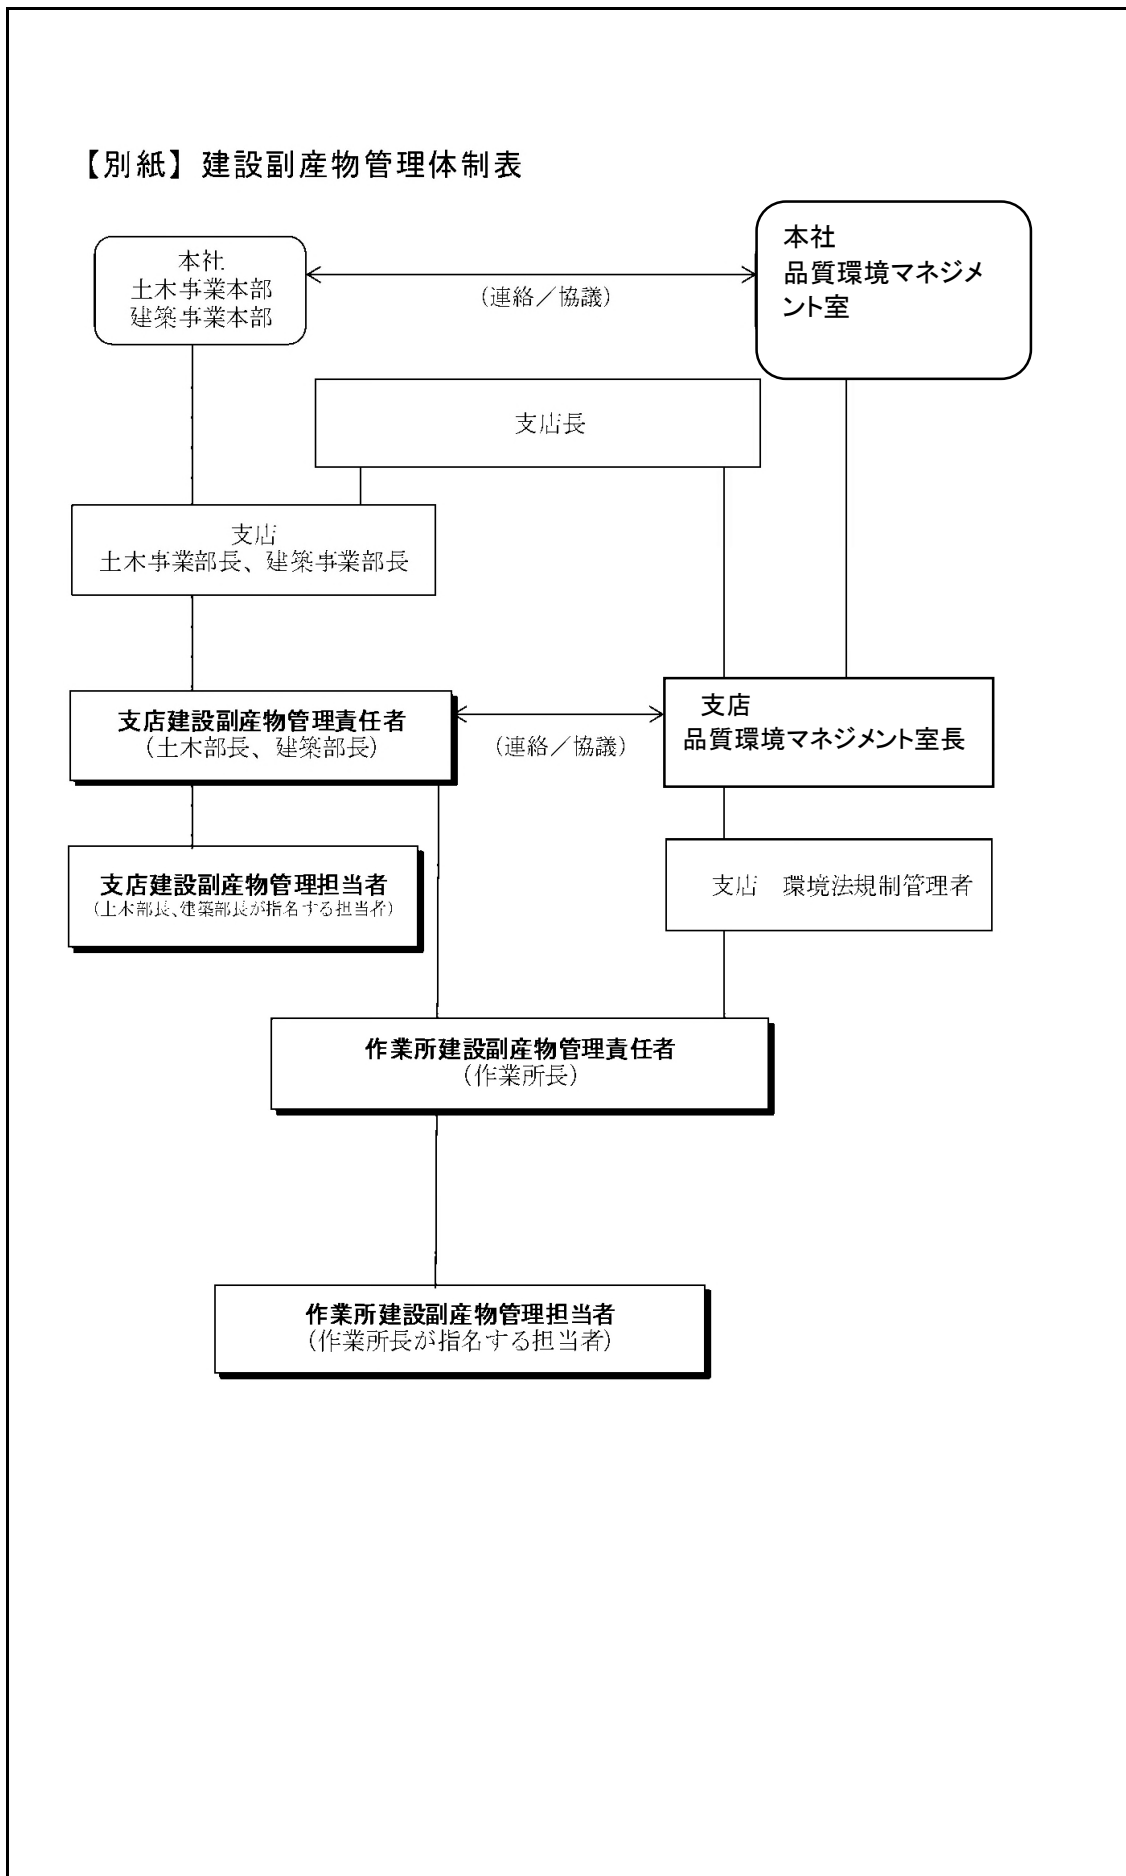 【別紙】建設副産物管理体制表
本社
土木事業本部
建築事業本部
(連絡／協議)
本社
品質環境マネジメ
ント室
支店長
支店
土木事業部長、建築事業部長
支店建設副産物管理責任者
(土木部長、建築部長)
(連絡／協議)
支店
品質環境マネジメント室長
支店建設副産物管理担当者
(土木部長、建築部長が指名する担当者)
支店　環境法規制管理者
作業所建設副産物管理責任者
(作業所長)
作業所建設副産物管理担当者
(作業所長が指名する担当者)